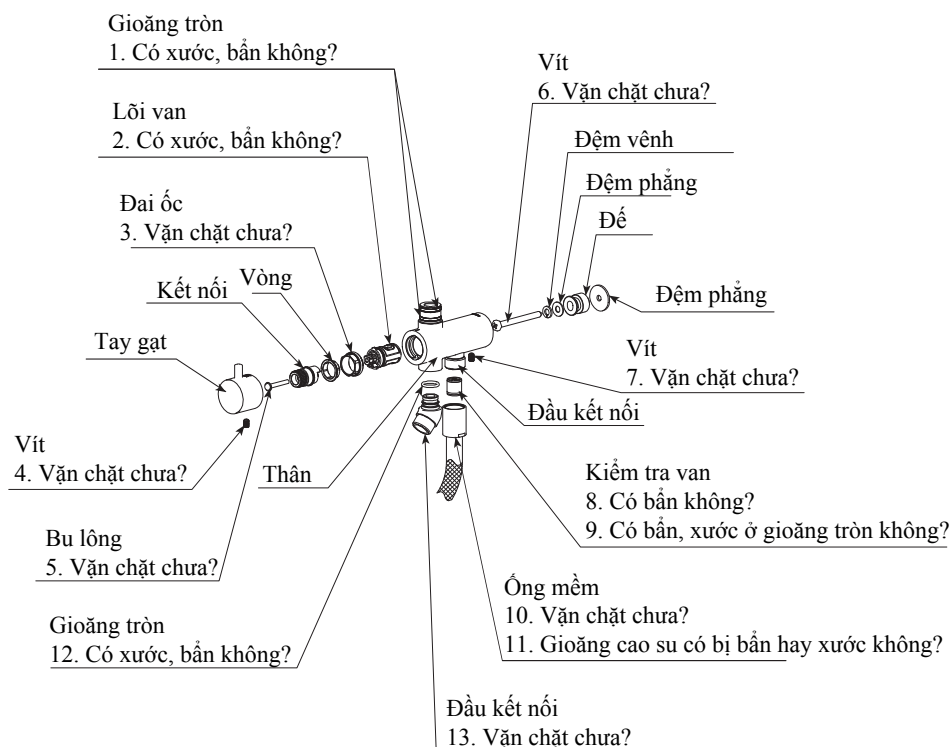 Gioăng tròn
1. Có xước, bẩn không?
Vít
6. Vặn chặt chưa?
Lõi van
2. Có xước, bẩn không?
Đệm vênh
Đệm phẳng
Đai ốc
3. Vặn chặt chưa?
Đế
Vòng
Kết nối
Đệm phẳng
Tay gạt
Vít
7. Vặn chặt chưa?
Đầu kết nối
Vít
4. Vặn chặt chưa?
Thân
Kiểm tra van
8. Có bẩn không?
9. Có bẩn, xước ở gioăng tròn không?
Bu lông
5. Vặn chặt chưa?
Ống mềm
10. Vặn chặt chưa?
11. Gioăng cao su có bị bẩn hay xước không?
Gioăng tròn
12. Có xước, bẩn không?
Đầu kết nối
13. Vặn chặt chưa?